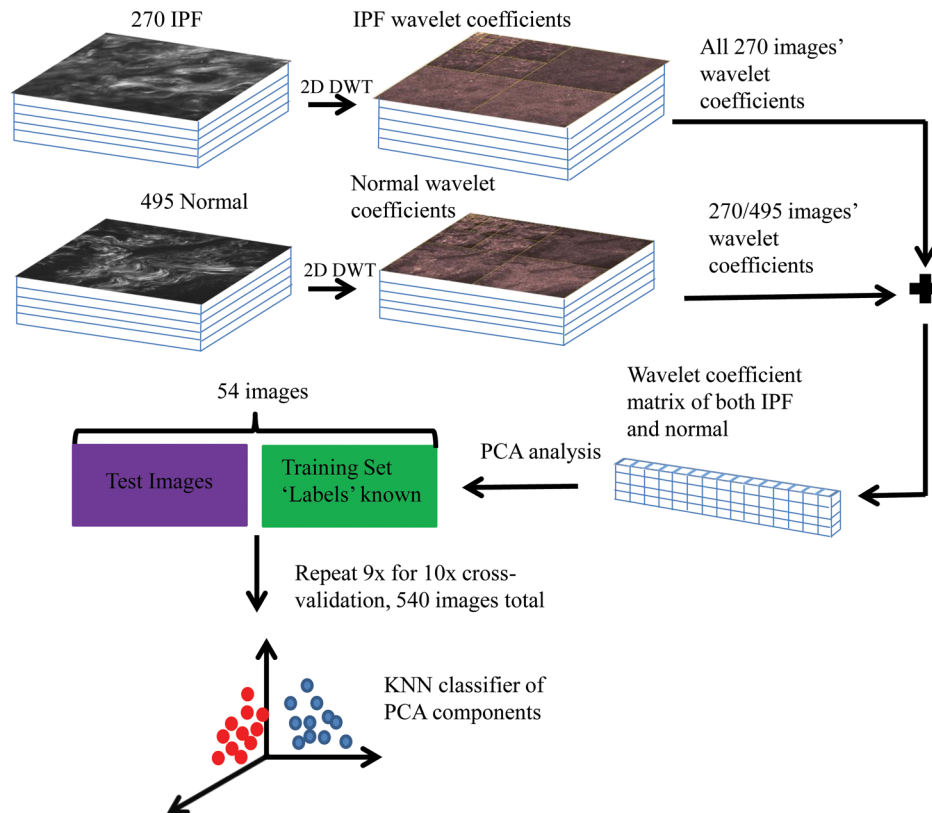 270 IPF
IPF wavelet coefficients
2D DWT
All 270 images’
wavelet
coefficients
495 Normal
Normal wavelet
coefficients
2D DWT
270/495 images’
wavelet
coefficients
54 images
Test Images
Training Set
‘Labels’ known
PCA analysis
Wavelet coefficient
matrix of both IPF
and normal
Repeat 9x for 10x cross-
validation, 540 images total
KNN classifier of
PCA components